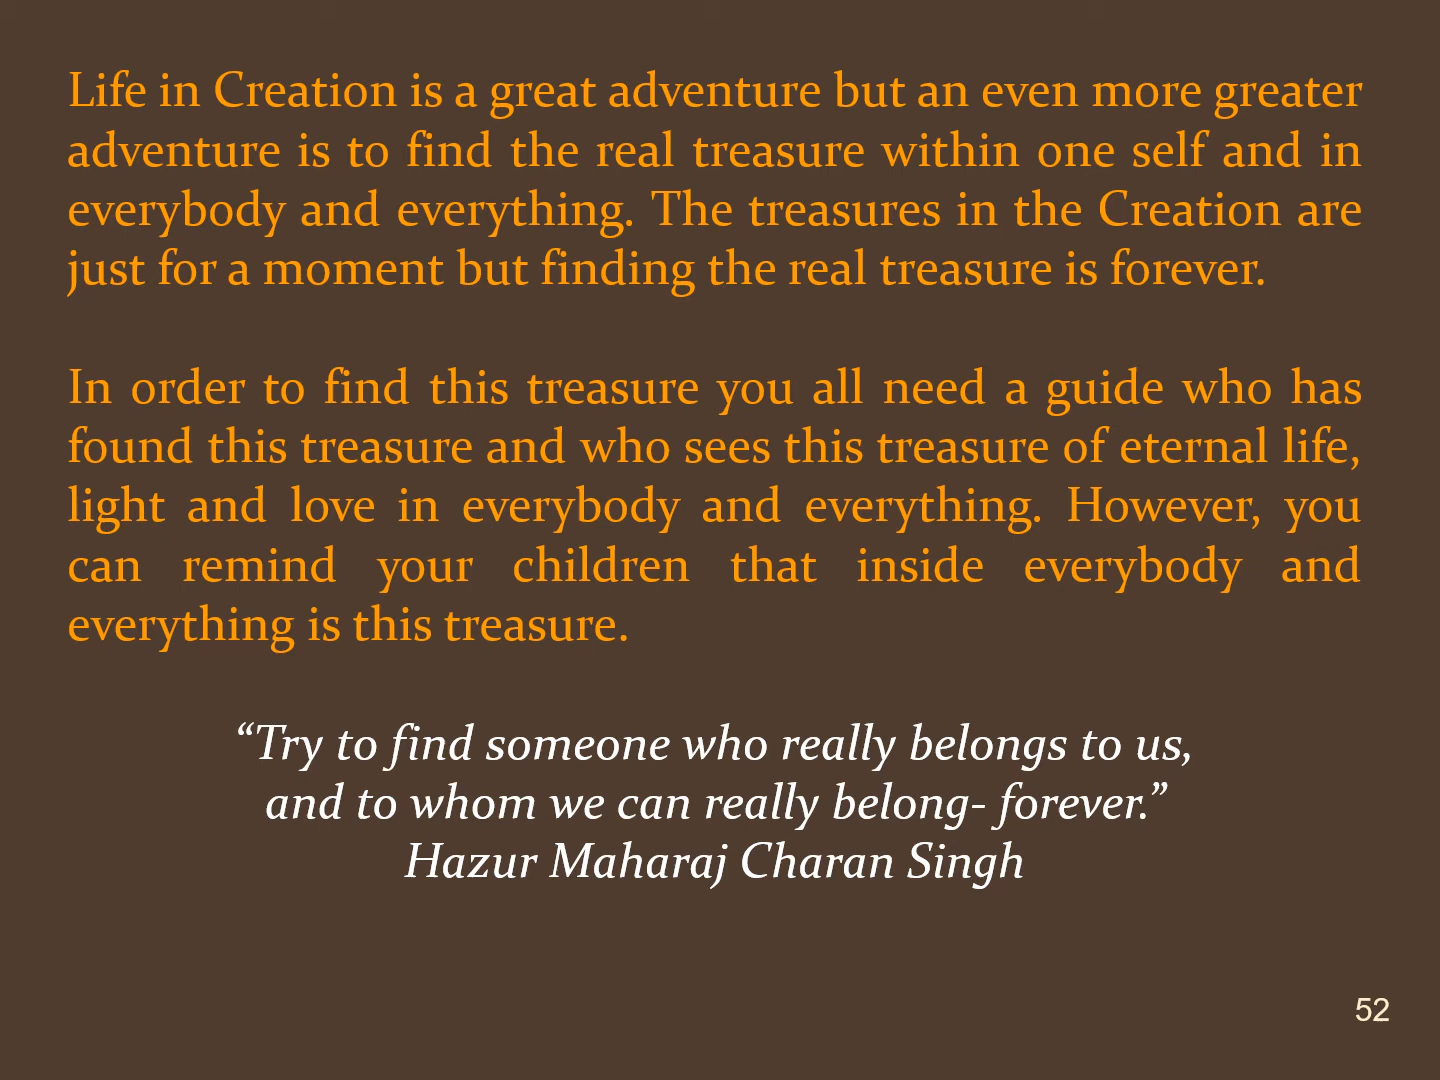 Life in Creation is a great adventure but an even more greater
adventure is to find the real treasure within one self and in
everybody and everything. The treasures in the Creation are
just for a moment but finding the real treasure is forever.
In order to find this treasure you all need a guide who has
found this treasure and who sees this treasure of eternal life,
light and love in everybody and everything. However, you
can remind your children that inside everybody and
everything is this treasure.
“Try to find someone who really belongs to us,
and to whom we can really belong- forever.”
Hazur Maharaj Charan Singh
52